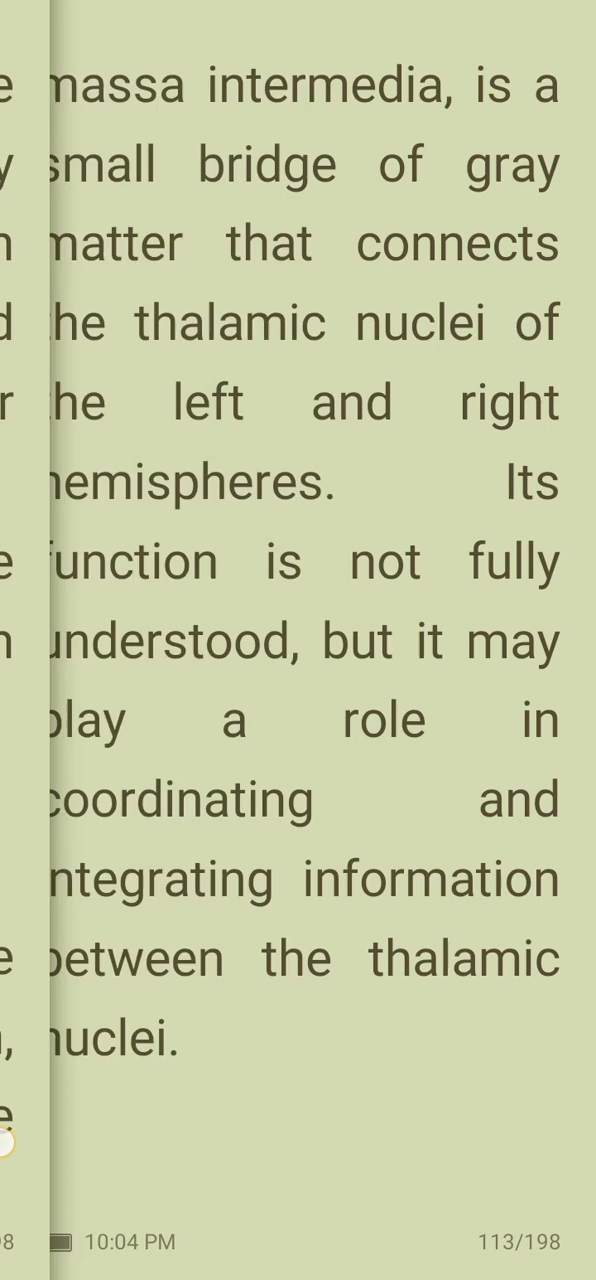 massa intermedia, is a
small bridge of gray
matter that connects
the thalamic nuclei of
the left and right
hemispheres. Its
function is not fully
understood, but it may
play a role in
coordinating and
integrating information
between the thalamic
nuclei.
10:04 PM 113/198